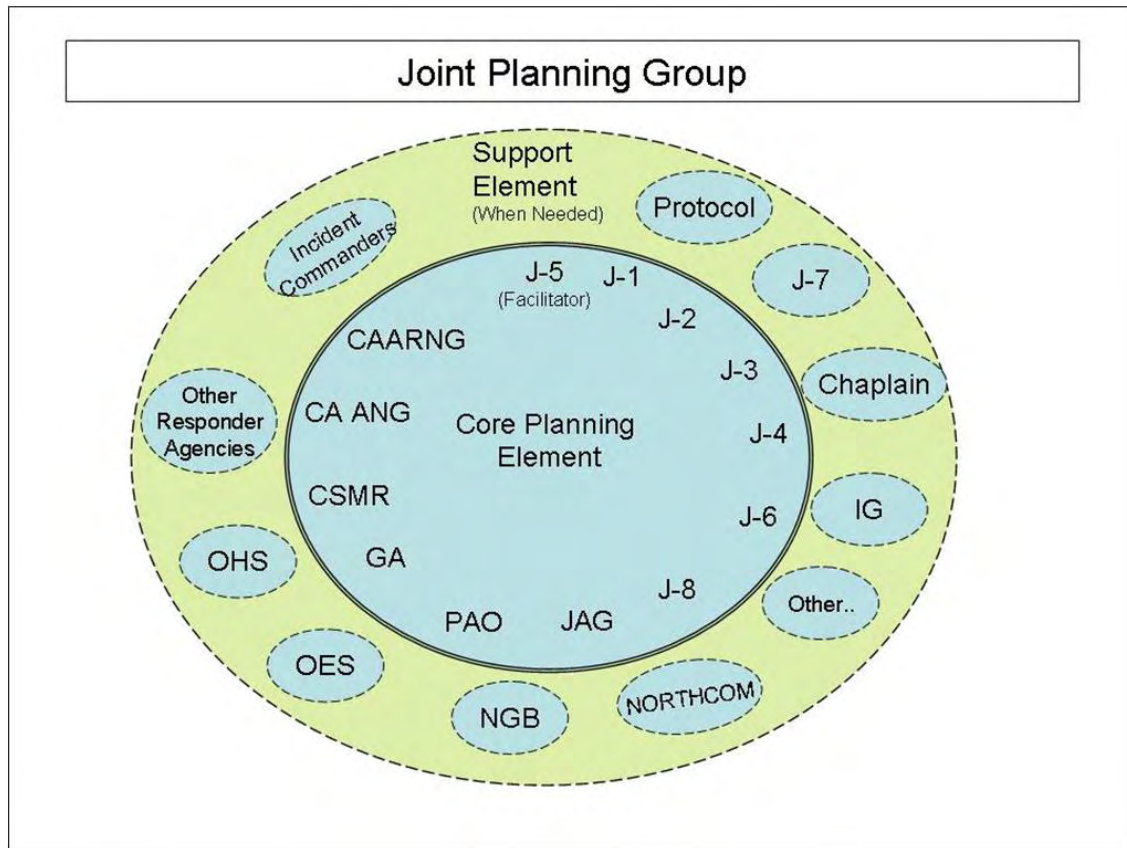 Joint Planning Group
Support
Element
(When Needed)
Protocol
Incident
Commanders
J-7
J-5
(Facilitator)
J-1
J-2
CAARNG
J-3
Chaplain
Other
Responder
Agencies
CA ANG
Core Planning
Element
J-4
CSMR
J-6
IG
OHS
GA
J-8
Other..
PAO
JAG
OES
NGB
NORTHCOM